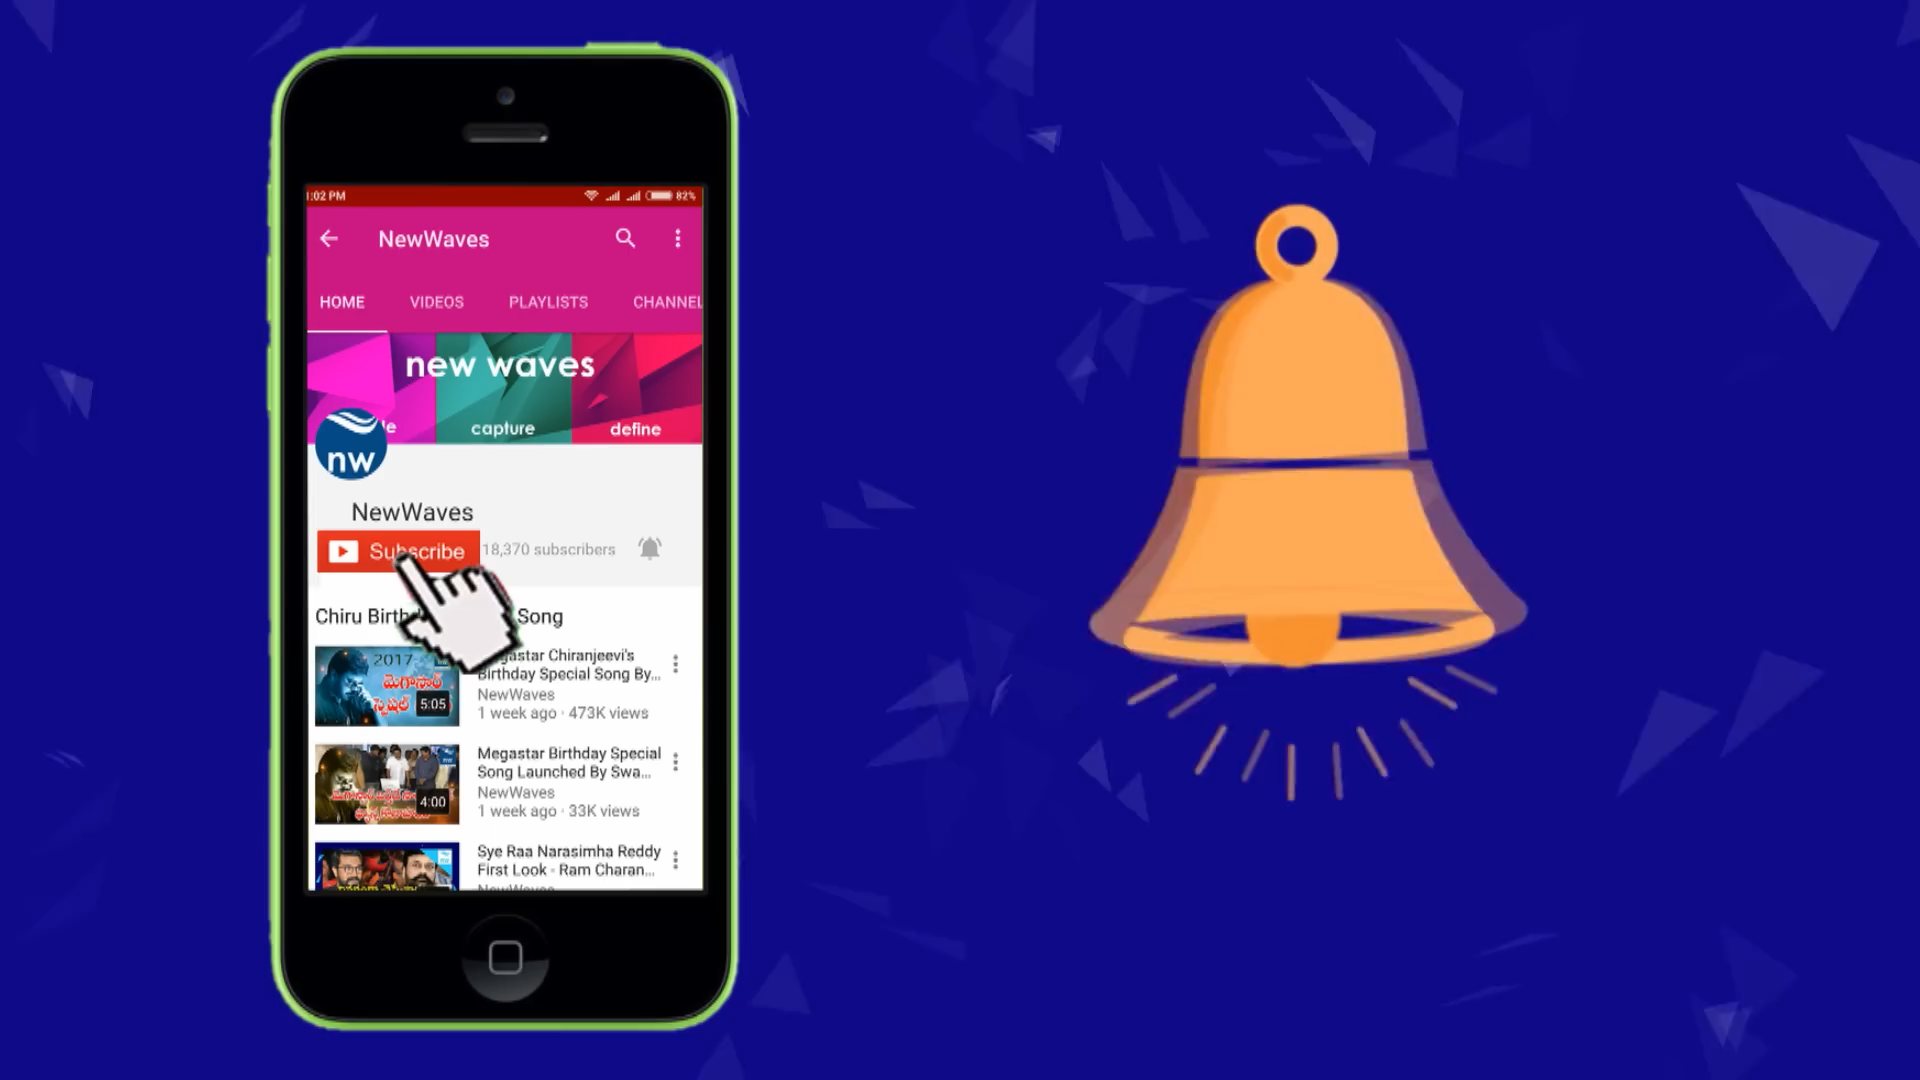 1:02 PM
82%
NewWaves
HOME VIDEOS PLAYLISTS CHANNEL
new waves
capture
define
nw
NewWaves
Subscribe
18,370 subscribers
Song
2017
మెగాస్టార్
స్పెషల్
5:05
Chiranjeevi's
Birthday Special Song By...
NewWaves
1 week ago · 473K views
4:00
Megastar Birthday Special
Song Launched By Swa...
NewWaves
1 week ago · 33K views
Sye Raa Narasimha Reddy
First Look - Ram Charan...